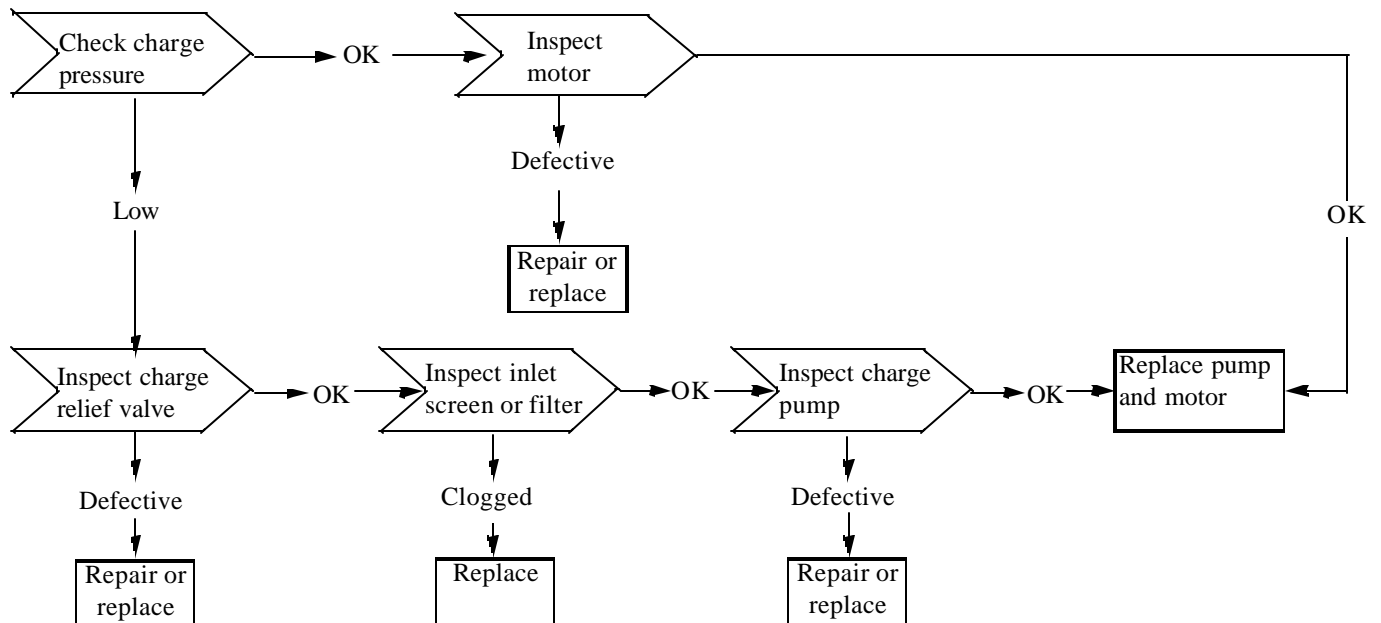 Check charge
pressure
OK
Inspect
motor
Defective
Low
OK
Repair or
replace
Inspect charge
relief valve
OK
Inspect inlet
screen or filter
OK
Inspect charge
pump
OK
Replace pump
and motor
Defective
Clogged
Defective
Repair or
replace
Replace
Repair or
replace